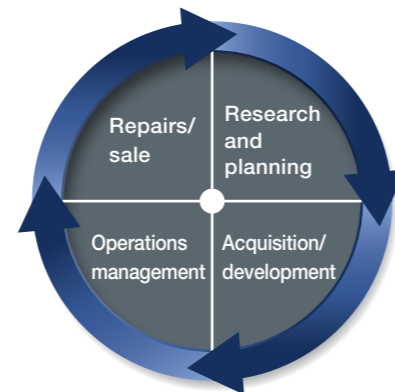 Repairs/
sale
Research
and
planning
Operations
management
Acquisition/
development